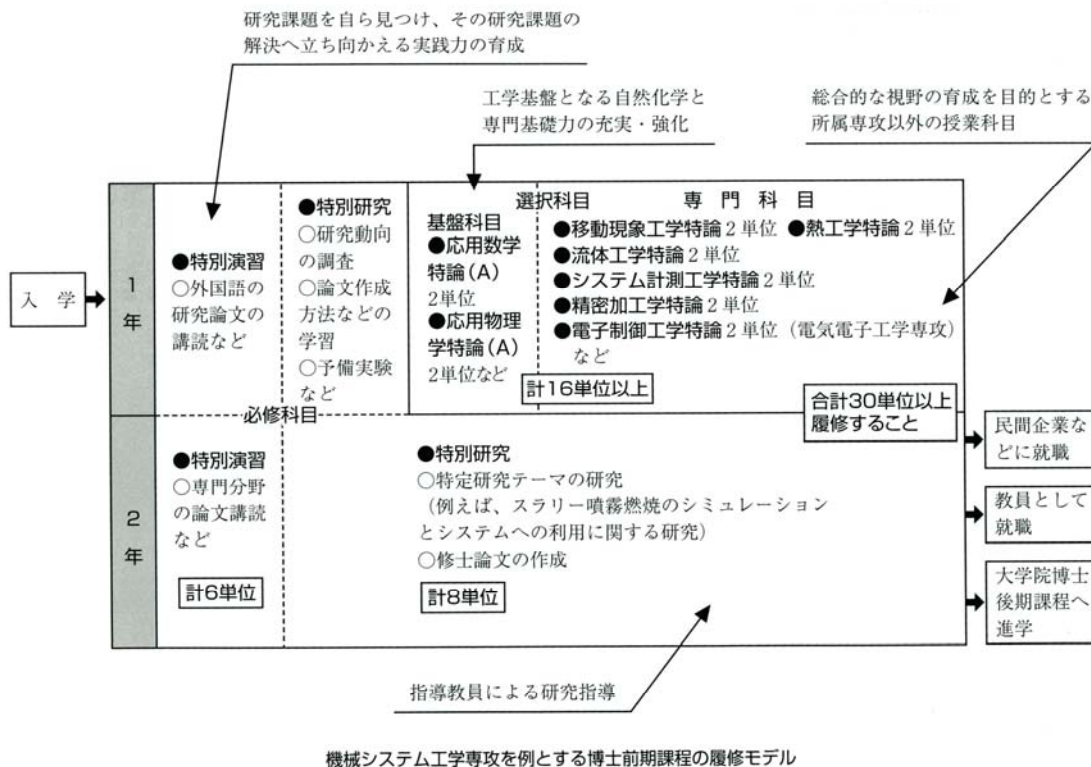 研究課題を自ら見つけ、その研究課題の
解決へ立ち向かえる実践力の育成
工学基盤となる自然化学と
専門基礎力の充実・強化
総合的な視野の育成を目的とする
所属専攻以外の授業科目
入 学
1
年
●特別演習
○外国語の
研究論文の
講読など
●特別研究
○研究動向
の調査
○論文作成
方法などの
学習
○予備実験
など
選択科目
基盤科目
●応用数学
特論(A)
2単位
●応用物理
学特論(A)
2単位など
専 門 科 目
●移動現象工学特論2単位 ●熱工学特論2単位
●流体工学特論2単位
●システム計測工学特論2単位
●精密加工学特論2単位
●電子制御工学特論2単位(電気電子工学専攻)
など
計16単位以上
合計30単位以上
履修すること
必修科目
2
年
●特別演習
○専門分野
の論文講読
など
計6単位
●特別研究
○特定研究テーマの研究
(例えば、スラリー噴霧燃焼のシミュレーション
とシステムへの利用に関する研究)
○修士論文の作成
計8単位
民間企業な
どに就職
教員として
就職
大学院博士
後期課程へ
進学
指導教員による研究指導
機械システム工学専攻を例とする博士前期課程の履修モデル